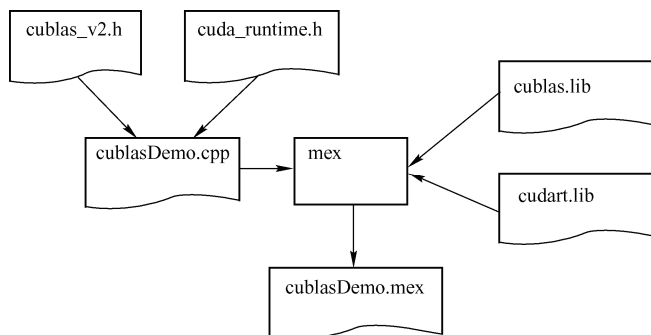 cublas_v2.h
cuda_runtime.h
cublas.lib
cublasDemo.cpp
mex
cudart.lib
cublasDemo.mex